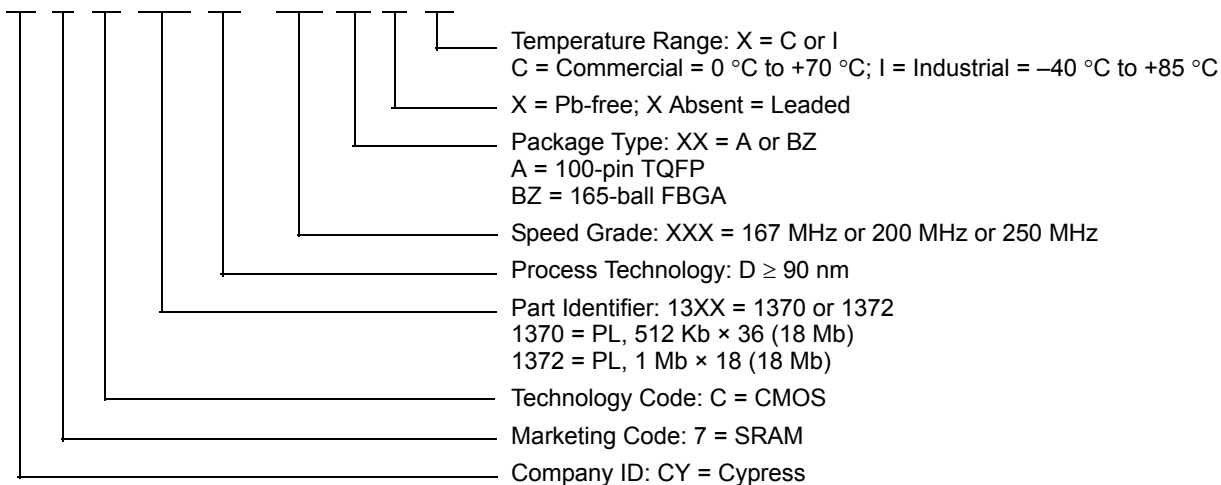 Temperature Range: X = C or I
C = Commercial = 0 °C to +70 °C; I = Industrial = –40 °C to +85 °C
X = Pb-free; X Absent = Leaded
Package Type: XX = A or BZ
A = 100-pin TQFP
BZ = 165-ball FBGA
Speed Grade: XXX = 167 MHz or 200 MHz or 250 MHz
Process Technology: D ≥ 90 nm
Part Identifier: 13XX = 1370 or 1372
1370 = PL, 512 Kb × 36 (18 Mb)
1372 = PL, 1 Mb × 18 (18 Mb)
Technology Code: C = CMOS
Marketing Code: 7 = SRAM
Company ID: CY = Cypress